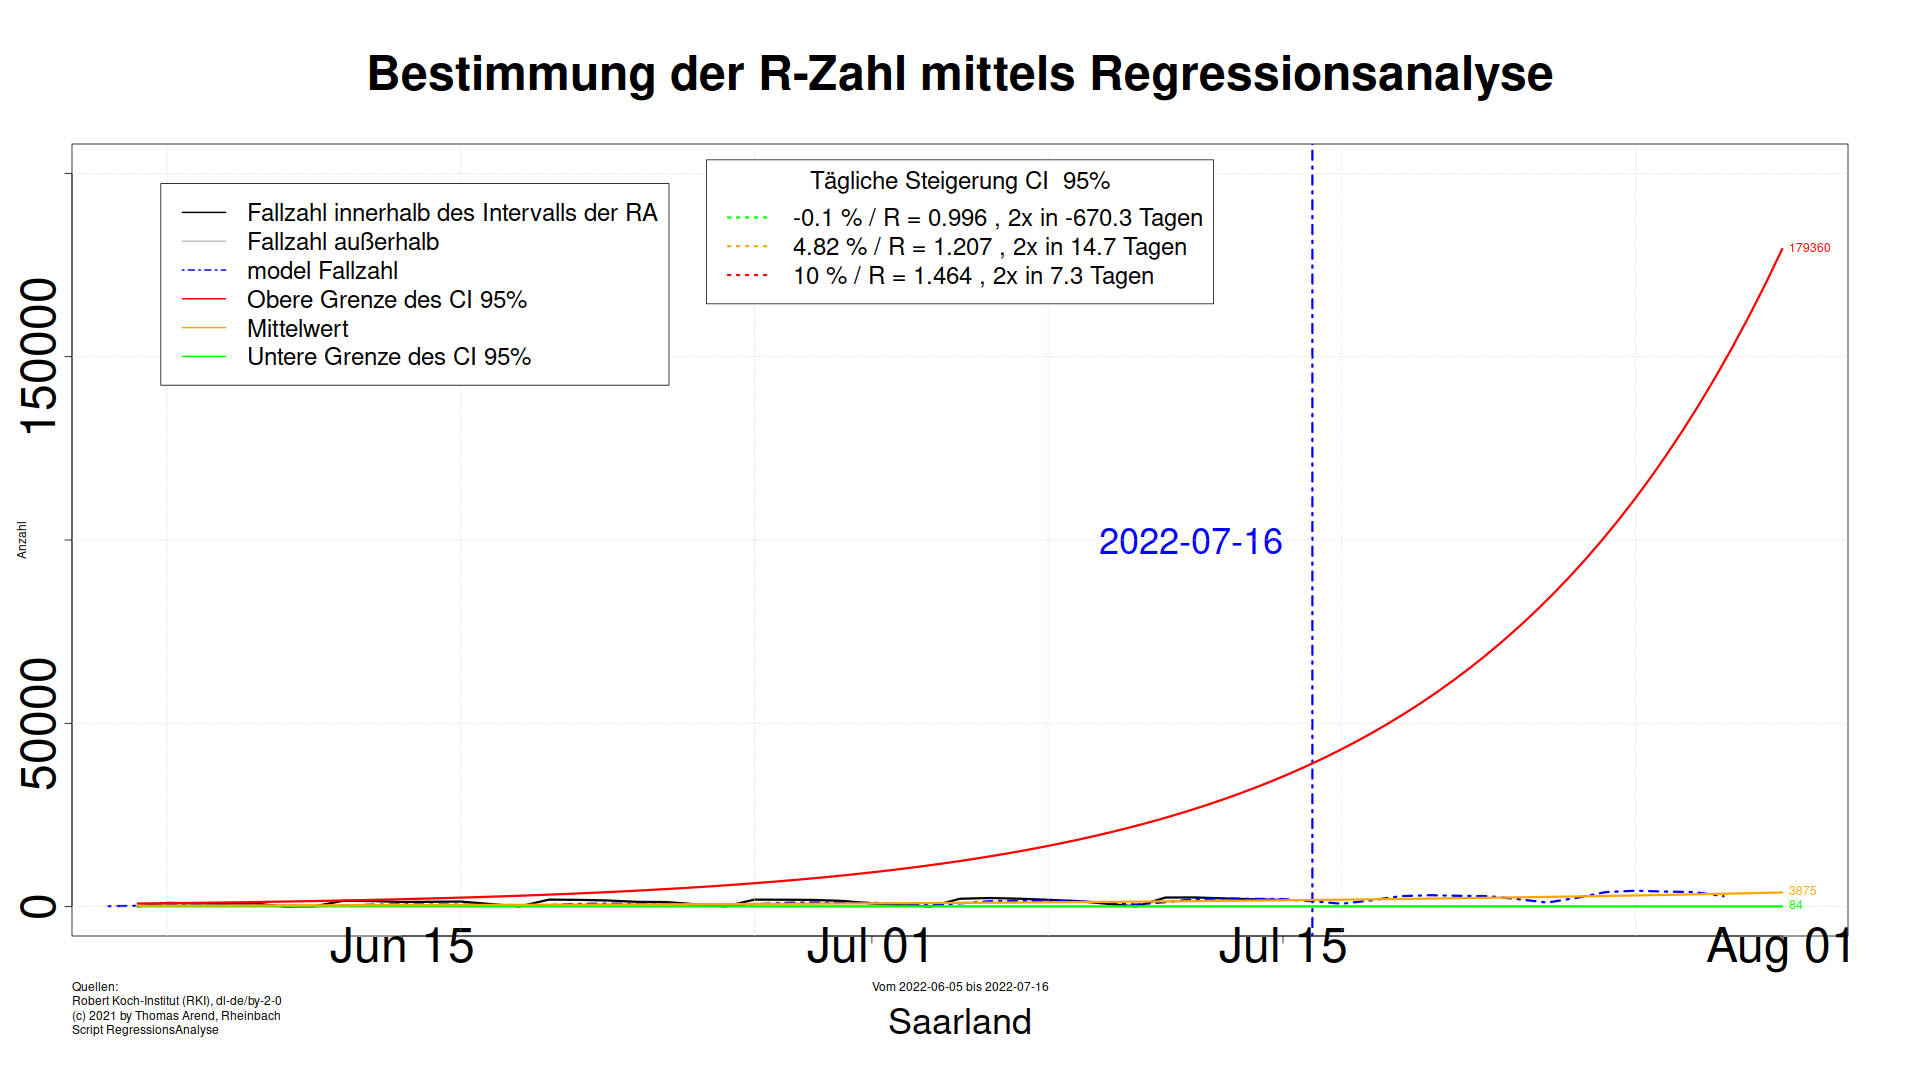 Bestimmung der R-Zahl mittels Regressionsanalyse
Fallzahl innerhalb des Intervalls der RA
Fallzahl außerhalb
model Fallzahl
Obere Grenze des CI 95%
Mittelwert
Untere Grenze des CI 95%
Tägliche Steigerung CI  95%
-0.1 % / R = 0.996 , 2x in -670.3 Tagen
4.82 % / R = 1.207 , 2x in 14.7 Tagen
10 % / R = 1.464 , 2x in 7.3 Tagen
179360
150000
Anzahl
2022-07-16
50000
0
3875
84
Jun 15
Jul 01
Jul 15
Aug 01
Quellen:
Robert Koch-Institut (RKI), dl-de/by-2-0
(c) 2021 by Thomas Arend, Rheinbach
Script RegressionsAnalyse
Vom 2022-06-05 bis 2022-07-16
Saarland